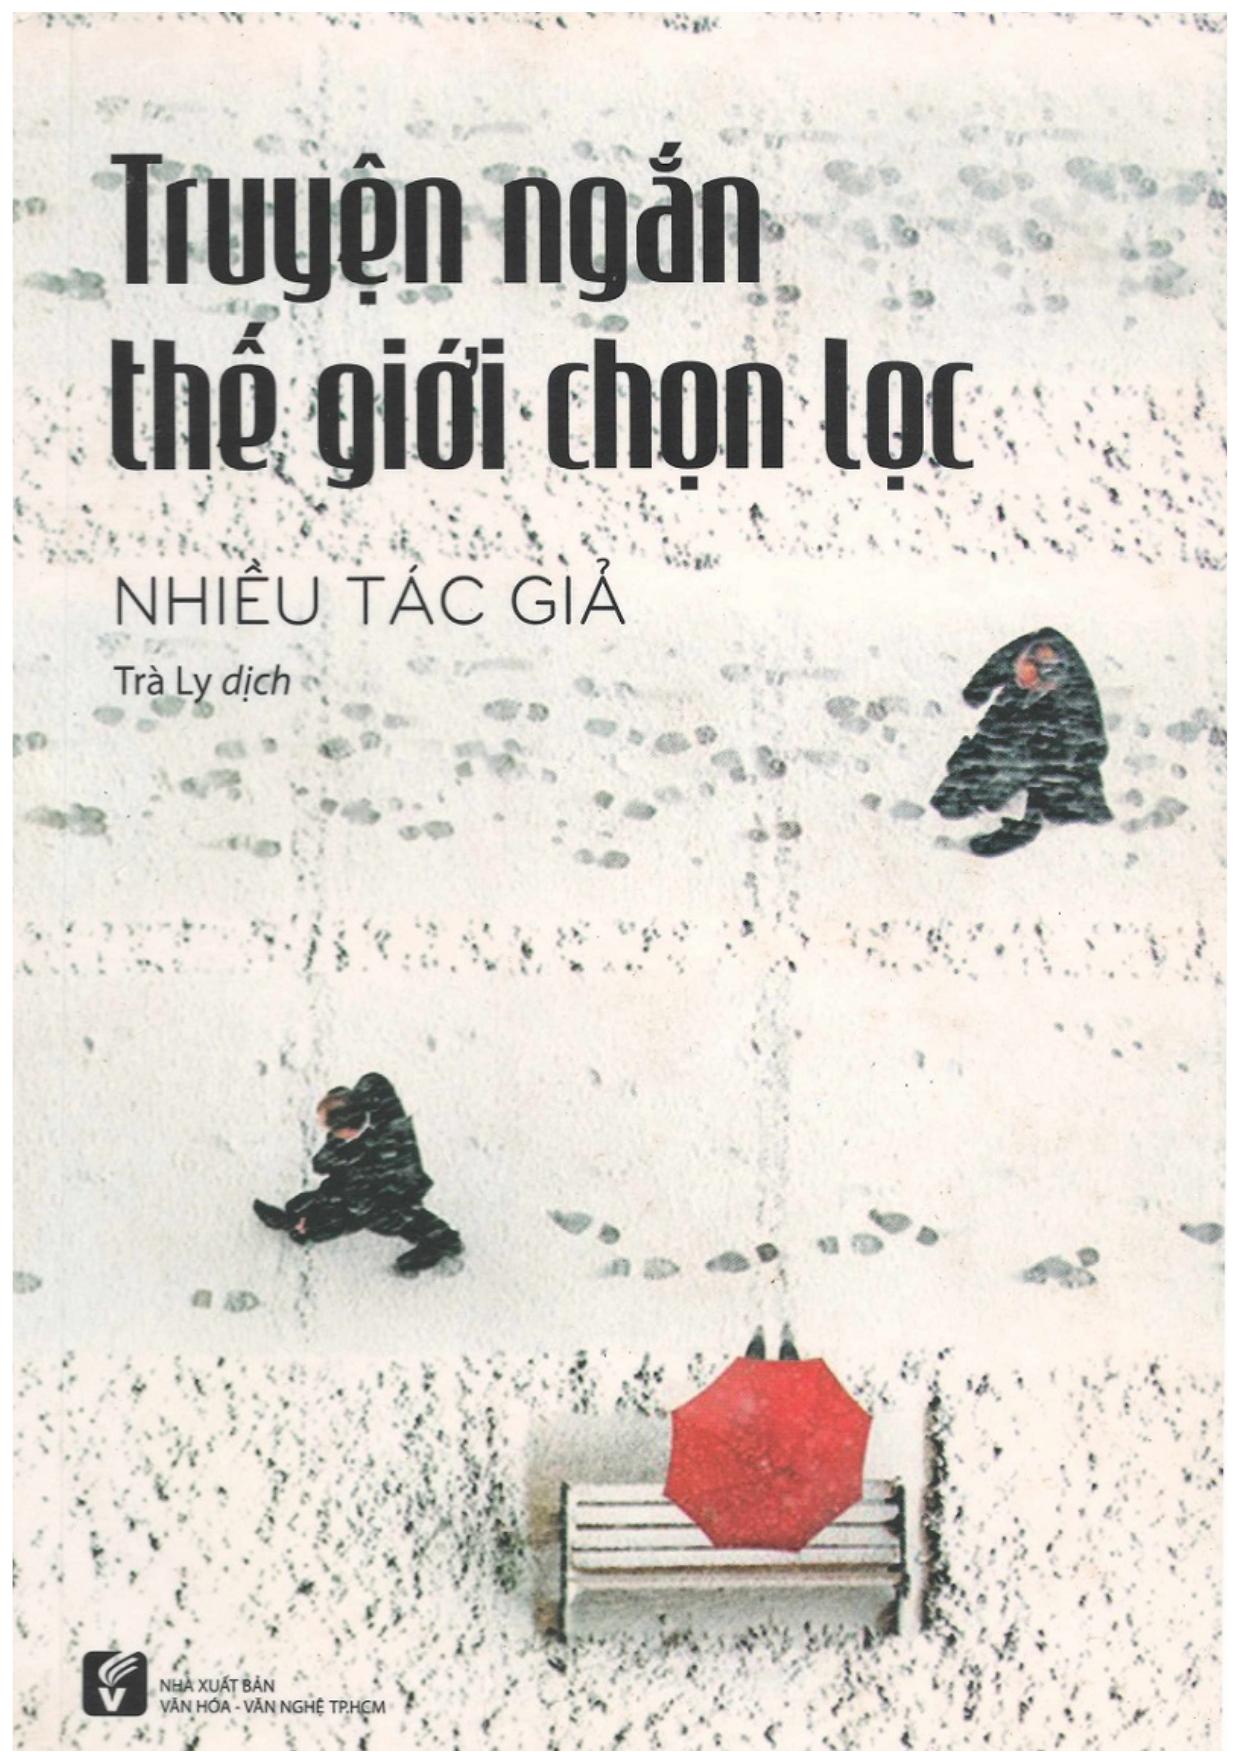 Truyện ngắn
thế giới chọn lọc
NHIỀU TÁC GIẢ
Trà Ly dịch
NHÀ XUẤT BẢN
VĂN HÓA - VĂN NGHỆ TP.HCM